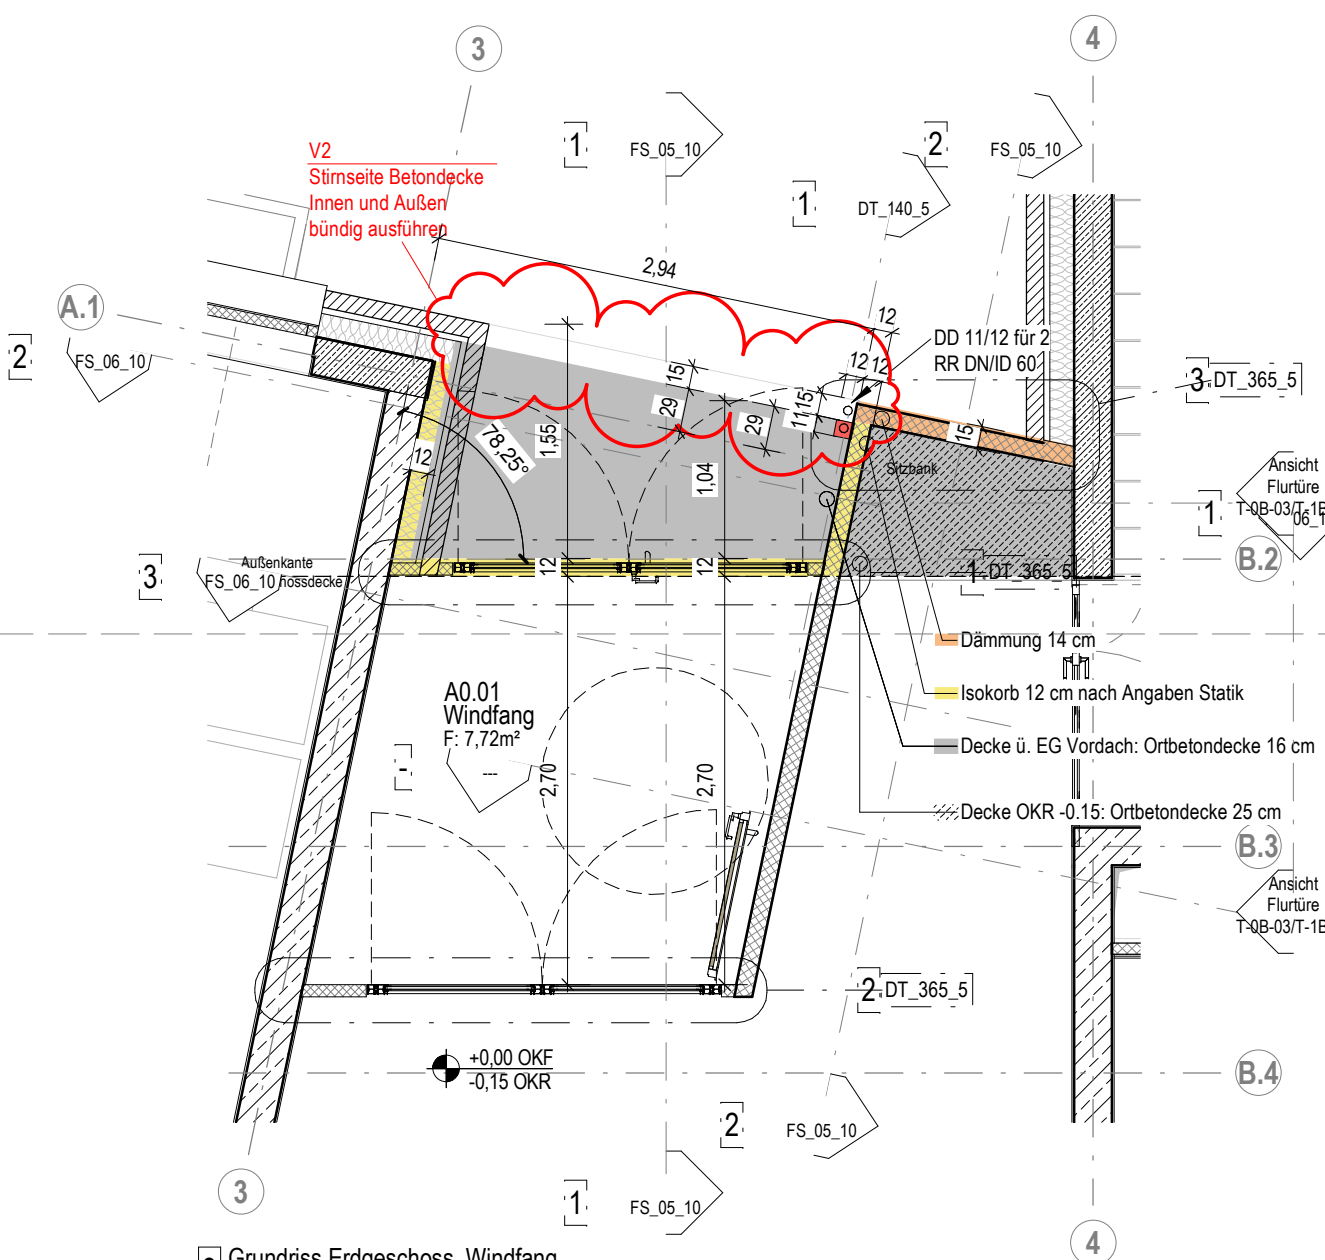 3
4
1
FS_05_10
2
FS_05_10
V2
Stirnseite Betondecke
Innen und Außen
bündig ausführen
1
DT_140_5
2,94
A.1
2
FS_06_10
12
DD 11/12 für 2
RR DN/ID 60
12
12
15
29
29
11
15
3
DT_365_5
78,25°
1,55
12
1,04
15
Sitzbank
Ansicht
Flurtüre
T-0B-03/T-1B
1
B.2
3
Außenkante
FS_06_10
hossdecke
12
12
1
DT_365_5
Dämmung 14 cm
Isokorb 12 cm nach Angaben Statik
A0.01
Windfang
F: 7,72m²
---
Decke ü. EG Vordach: Ortbetondecke 16 cm
-
2,70
2,70
Decke OKR -0.15: Ortbetondecke 25 cm
B.3
Ansicht
Flurtüre
T-0B-03/T-1B
2
DT_365_5
+0,00 OKF
-0,15 OKR
B.4
2
FS_05_10
3
1
FS_05_10
4
Grundriss Erdgeschoss, Windfang